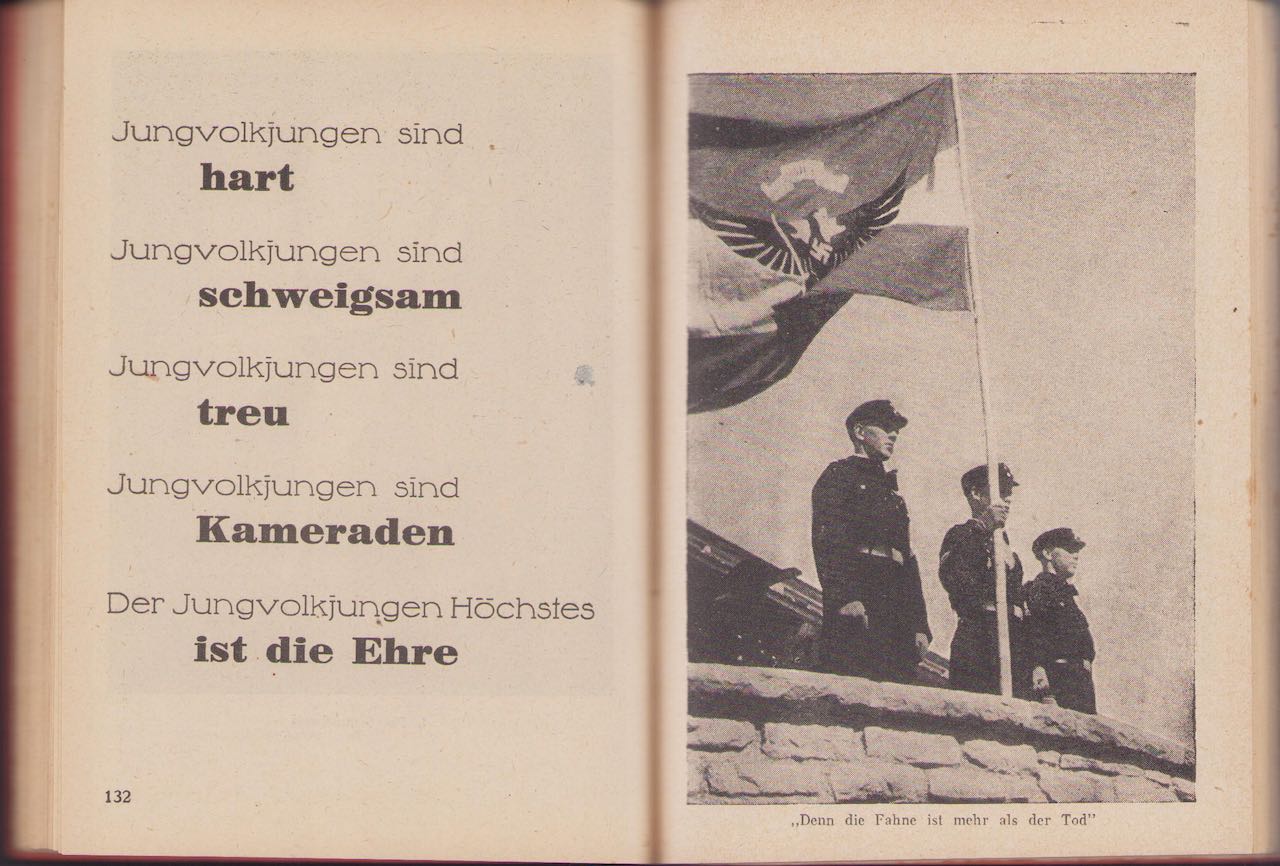 Jungvolkjungen sind
hart
Jungvolkjungen sind
schweigsam
Jungvolkjungen sind
treu
Jungvolkjungen sind
Kameraden
Der Jungvolkjungen Höchstes
ist die Ehre
132
„Denn die Fahne ist mehr als der Tod”